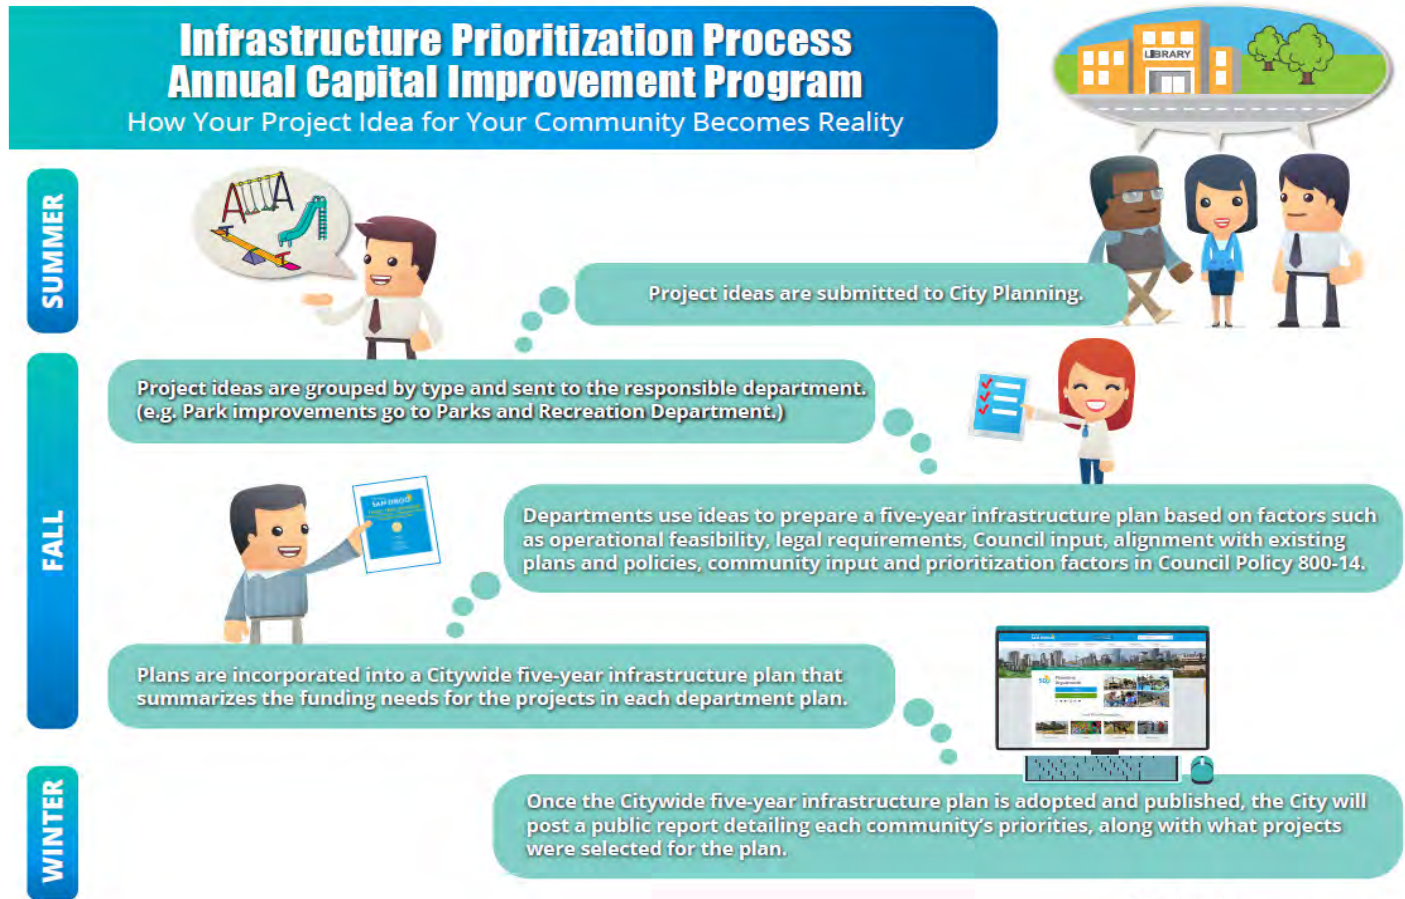 Infrastructure Prioritization Process
Annual Capital Improvement Program
How Your Project Idea for Your Community Becomes Reality
LIBRARY
SUMMER
Project ideas are submitted to City Planning.
Project ideas are grouped by type and sent to the responsible department.
(e.g. Park improvements go to Parks and Recreation Department.)
FALL
SAN DIEGO
Departments use ideas to prepare a five-year infrastructure plan based on factors such
as operational feasibility, legal requirements, Council input, alignment with existing
plans and policies, community input and prioritization factors in Council Policy 800-14.
Plans are incorporated into a Citywide five-year infrastructure plan that
summarizes the funding needs for the projects in each department plan.
WINTER
Once the Citywide five-year infrastructure plan is adopted and published, the City will
post a public report detailing each community’s priorities, along with what projects
were selected for the plan.